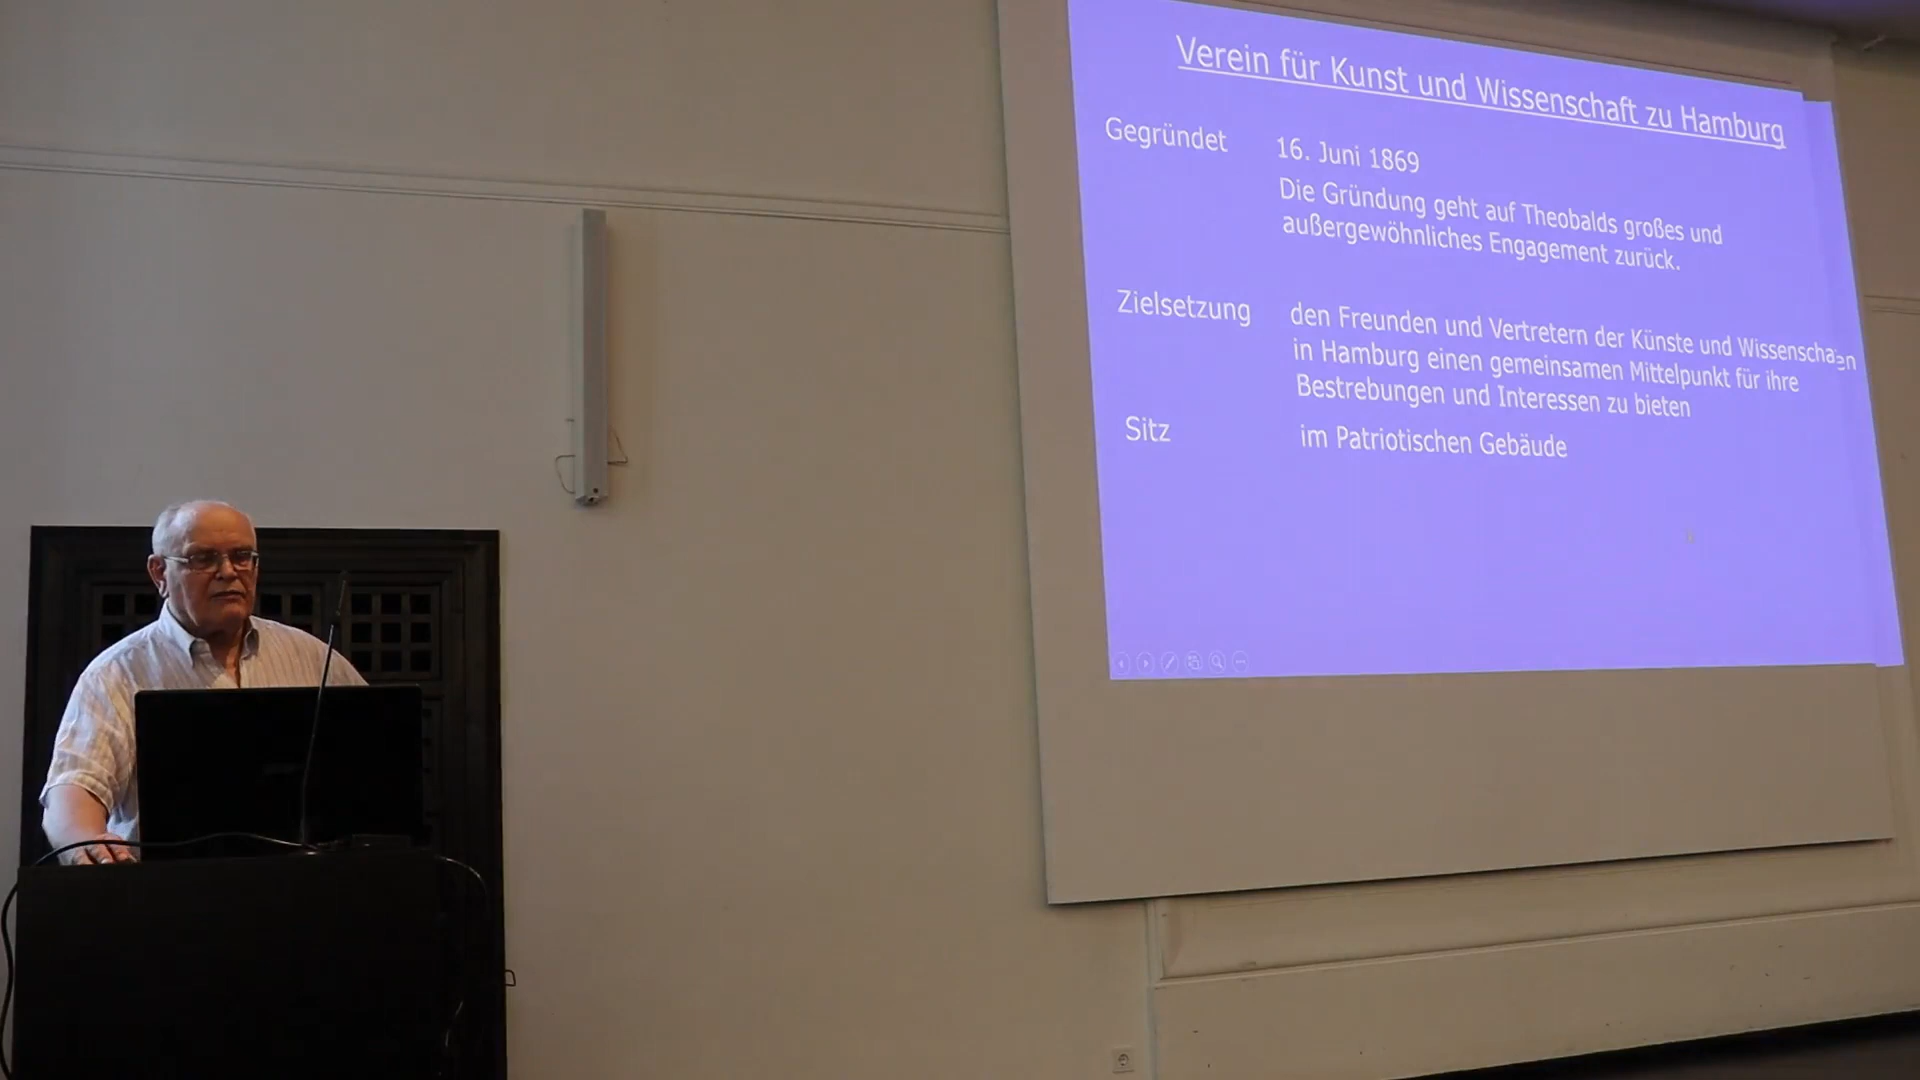 Verein für Kunst und Wissenschaft zu Hamburg
Gegründet 16. Juni 1869
Die Gründung geht auf Theobalds großes und
außergewöhnliches Engagement zurück.
Zielsetzung den Freunden und Vertretern der Künste und
in Hamburg einen gemeinsamen Mittelpunkt für ihre
Bestrebungen und Interessen zu bieten
Sitz im Patriotischen Gebäude